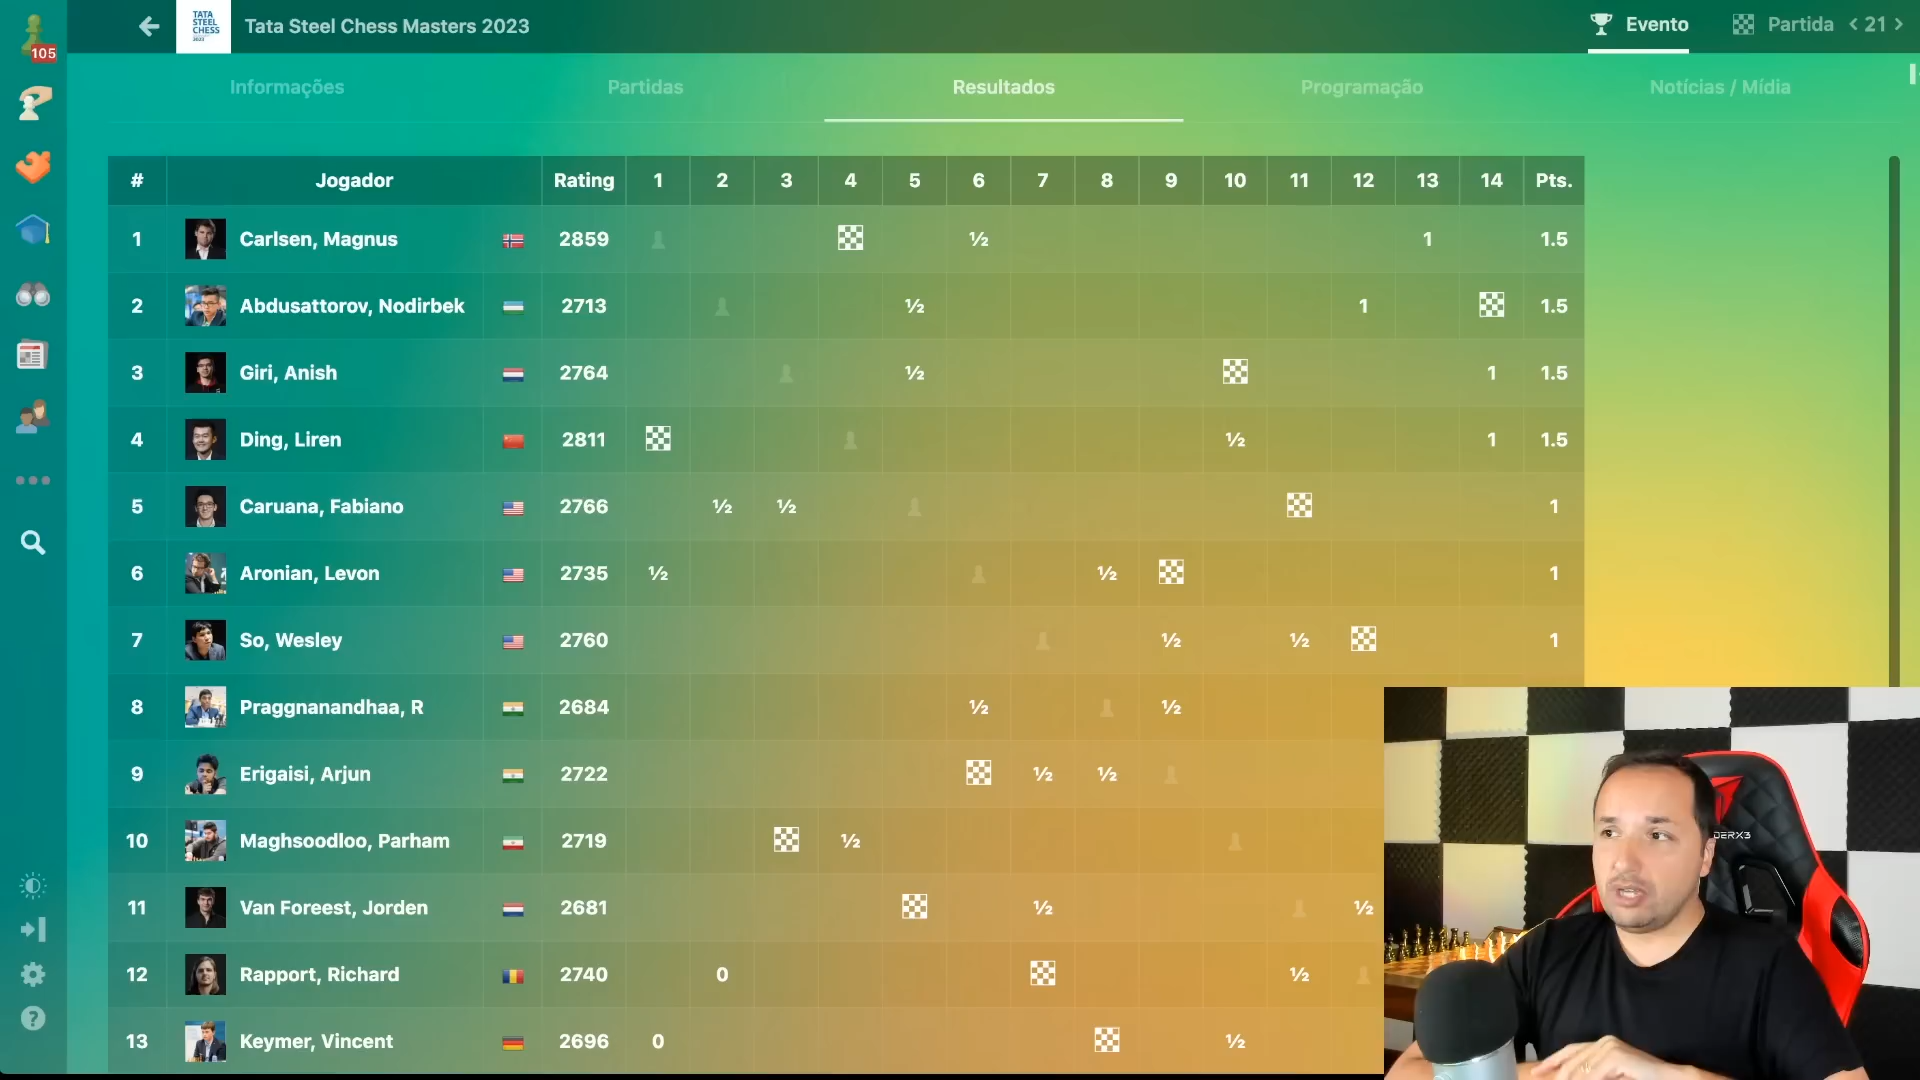 TATA STEEL CHESS
Tata Steel Chess Masters 2023
Evento
Partida < 21 >
105
Informações Partidas Resultados Programação Notícias / Mídia
# Jogador Rating 1 2 3 4 5 6 7 8 9 10 11 12 13 14 Pts.
1 Carlsen, Magnus 2859 ½ 1 1.5
2 Abdusattorov, Nodirbek 2713 ½ 1 1.5
3 Giri, Anish 2764 ½ 1 1.5
4 Ding, Liren 2811 ½ 1 1.5
5 Caruana, Fabiano 2766 ½ ½ 1
6 Aronian, Levon 2735 ½ ½ 1
7 So, Wesley 2760 ½ ½ 1
8 Praggnanandhaa, R 2684 ½ ½
9 Erigaisi, Arjun 2722 ½ ½
10 Maghsoodloo, Parham 2719 ½
11 Van Foreest, Jorden 2681 ½ ½
12 Rapport, Richard 2740 0 ½
13 Keymer, Vincent 2696 0 ½
DERX3